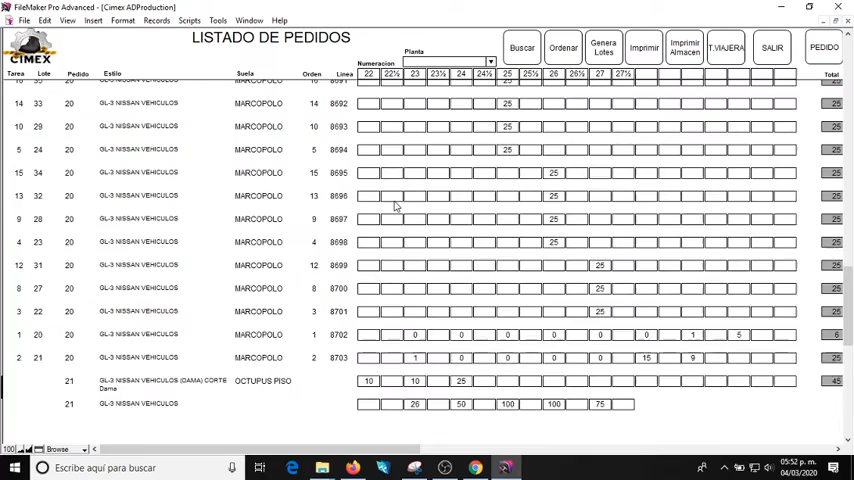 FileMaker Pro Advanced - [Cimex ADProduction]
File Edit View Insert Format Records Scripts Tools Window Help
CIMEX
LISTADO DE PEDIDOS
Planta
Buscar
Ordenar
Genera Lotes
Imprimir
Imprimir Almacen
T.VIAJERA
SALIR
PEDIDO
Numeracion
Tarea Lote Pedido Estilo Suela Orden Linea 22 22½ 23 23½ 24 24½ 25 25½ 26 26½ 27 27½ Total
16 35 20 GL-3 NISSAN VEHICULOS MARCOPOLO 16 8691 25 25
14 33 20 GL-3 NISSAN VEHICULOS MARCOPOLO 14 8692 25 25
10 29 20 GL-3 NISSAN VEHICULOS MARCOPOLO 10 8693 25 25
5 24 20 GL-3 NISSAN VEHICULOS MARCOPOLO 5 8694 25 25
15 34 20 GL-3 NISSAN VEHICULOS MARCOPOLO 15 8695 25 25
13 32 20 GL-3 NISSAN VEHICULOS MARCOPOLO 13 8696 25 25
9 28 20 GL-3 NISSAN VEHICULOS MARCOPOLO 9 8697 25 25
4 23 20 GL-3 NISSAN VEHICULOS MARCOPOLO 4 8698 25 25
12 31 20 GL-3 NISSAN VEHICULOS MARCOPOLO 12 8699 25 25
8 27 20 GL-3 NISSAN VEHICULOS MARCOPOLO 8 8700 25 25
3 22 20 GL-3 NISSAN VEHICULOS MARCOPOLO 3 8701 25 25
1 20 20 GL-3 NISSAN VEHICULOS MARCOPOLO 1 8702 0 0 0 0 0 0 1 5 6
2 21 20 GL-3 NISSAN VEHICULOS MARCOPOLO 2 8703 1 0 0 0 0 15 9 25
21 GL-3 NISSAN VEHICULOS (DAMA) CORTE Dama OCTUPUS PISO 10 10 25 45
21 GL-3 NISSAN VEHICULOS 26 50 100 100 75
100 Browse
Escribe aquí para buscar
05:52 p. m.
04/03/2020